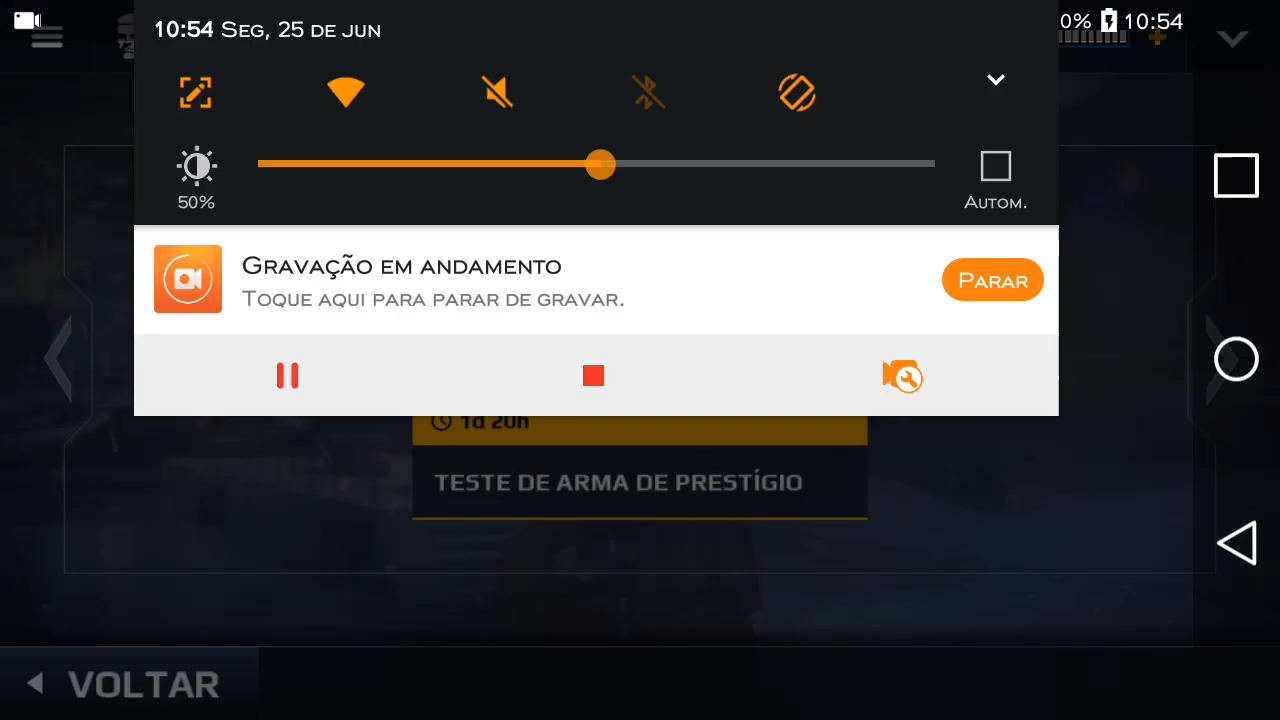 10:54 Seg, 25 de jun
0% 10:54
50%
Autom.
Gravação em andamento
Toque aqui para parar de gravar.
Parar
1d 20h
TESTE DE ARMA DE PRESTÍGIO
VOLTAR